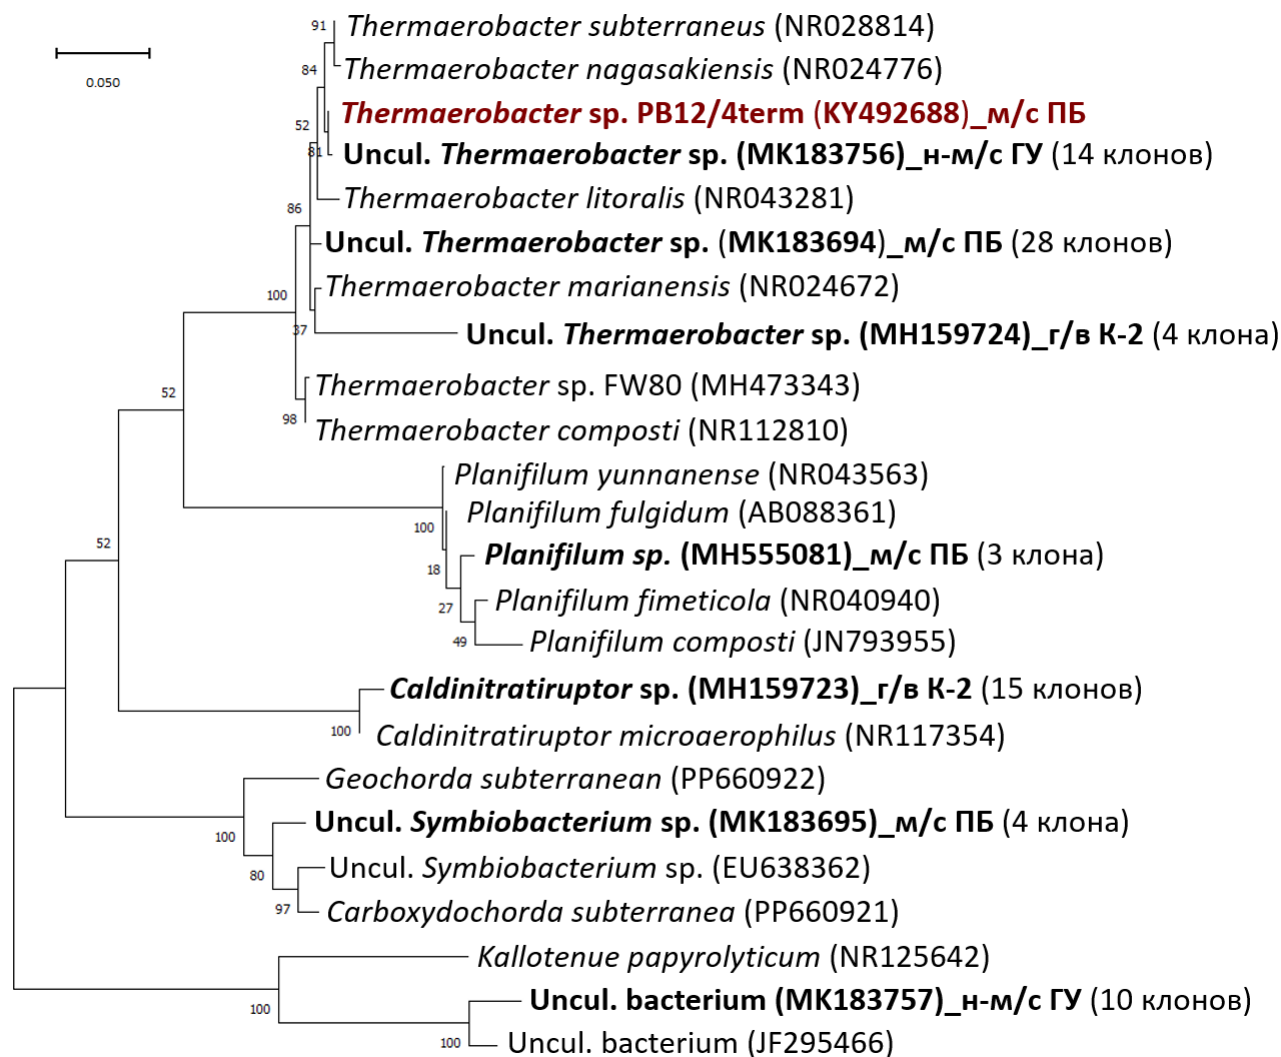 91
Thermaerobacter subterraneus (NR028814)
0.050
84
Thermaerobacter nagasakiensis (NR024776)
Thermaerobacter sp. PB12/4term (KY492688)_м/с ПБ
52
81
Uncul. Thermaerobacter sp. (MK183756)_н-м/с ГУ (14 клонов)
Thermaerobacter litoralis (NR043281)
86
Uncul. Thermaerobacter sp. (MK183694)_м/с ПБ (28 клонов)
Thermaerobacter marianensis (NR024672)
100
37
Uncul. Thermaerobacter sp. (MH159724)_г/в К-2 (4 клона)
Thermaerobacter sp. FW80 (MH473343)
52
98
Thermaerobacter composti (NR112810)
Planifilum yunnanense (NR043563)
Planifilum fulgidum (AB088361)
100
52
Planifilum sp. (MH555081)_м/с ПБ (3 клона)
18
Planifilum fimeticola (NR040940)
27
49
Planifilum composti (JN793955)
Caldinitratiruptor sp. (MH159723)_г/в К-2 (15 клонов)
100
Caldinitratiruptor microaerophilus (NR117354)
Geochorda subterranean (PP660922)
Uncul. Symbiobacterium sp. (MK183695)_м/с ПБ (4 клона)
100
Uncul. Symbiobacterium sp. (EU638362)
80
97
Carboxydochorda subterranea (PP660921)
Kallotenue papyrolyticum (NR125642)
Uncul. bacterium (MK183757)_н-м/с ГУ (10 клонов)
100
100
Uncul. bacterium (JF295466)